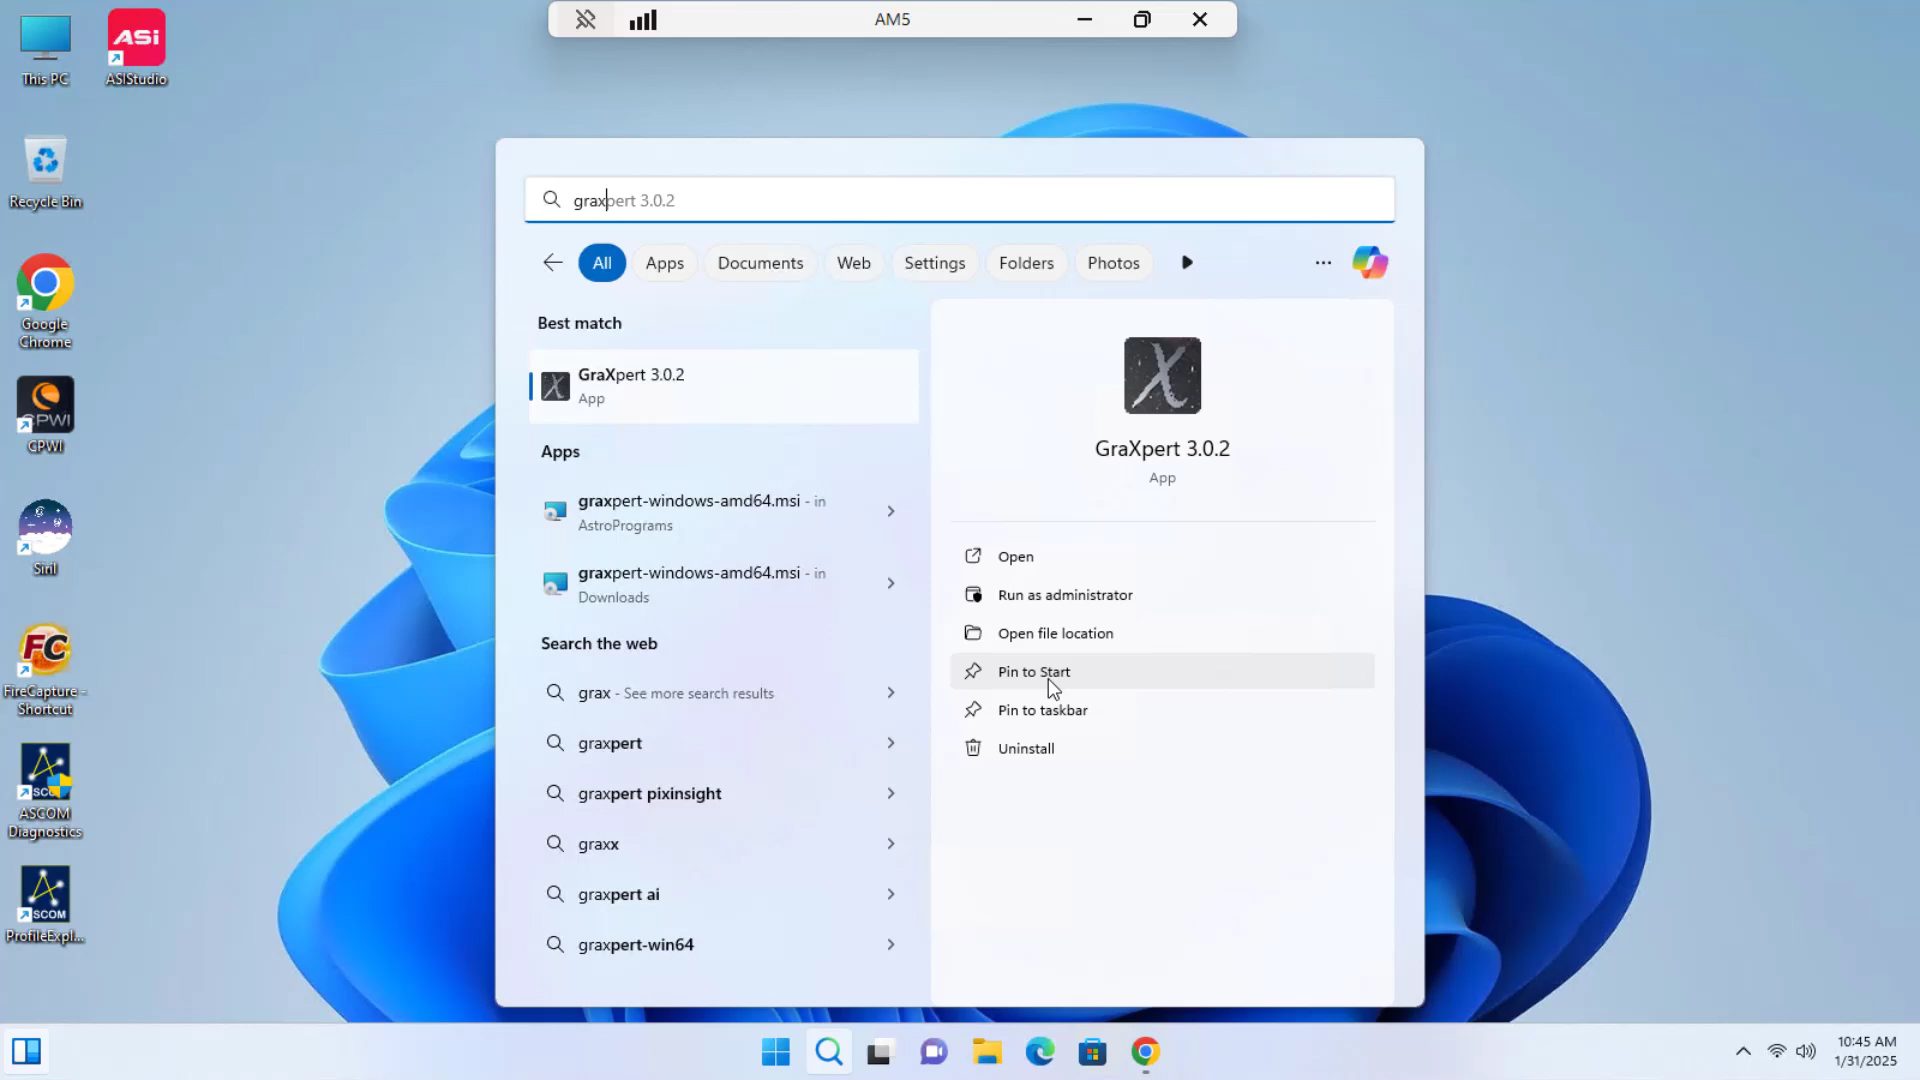 AM5
This PC
ASi
ASIStudio
Recycle Bin
Google
Chrome
CPWI
CPWI
Siril
FC
FireCapture -
Shortcut
ASCOM
Diagnostics
SCOM
ProfileExpl...
graxpert 3.0.2
All
Apps
Documents
Web
Settings
Folders
Photos
Best match
GraXpert 3.0.2
App
Apps
graxpert-windows-amd64.msi - in
AstroPrograms
graxpert-windows-amd64.msi - in
Downloads
Search the web
grax - See more search results
graxpert
graxpert pixinsight
graxx
graxpert ai
graxpert-win64
X
GraXpert 3.0.2
App
Open
Run as administrator
Open file location
Pin to Start
Pin to taskbar
Uninstall
10:45 AM
1/31/2025